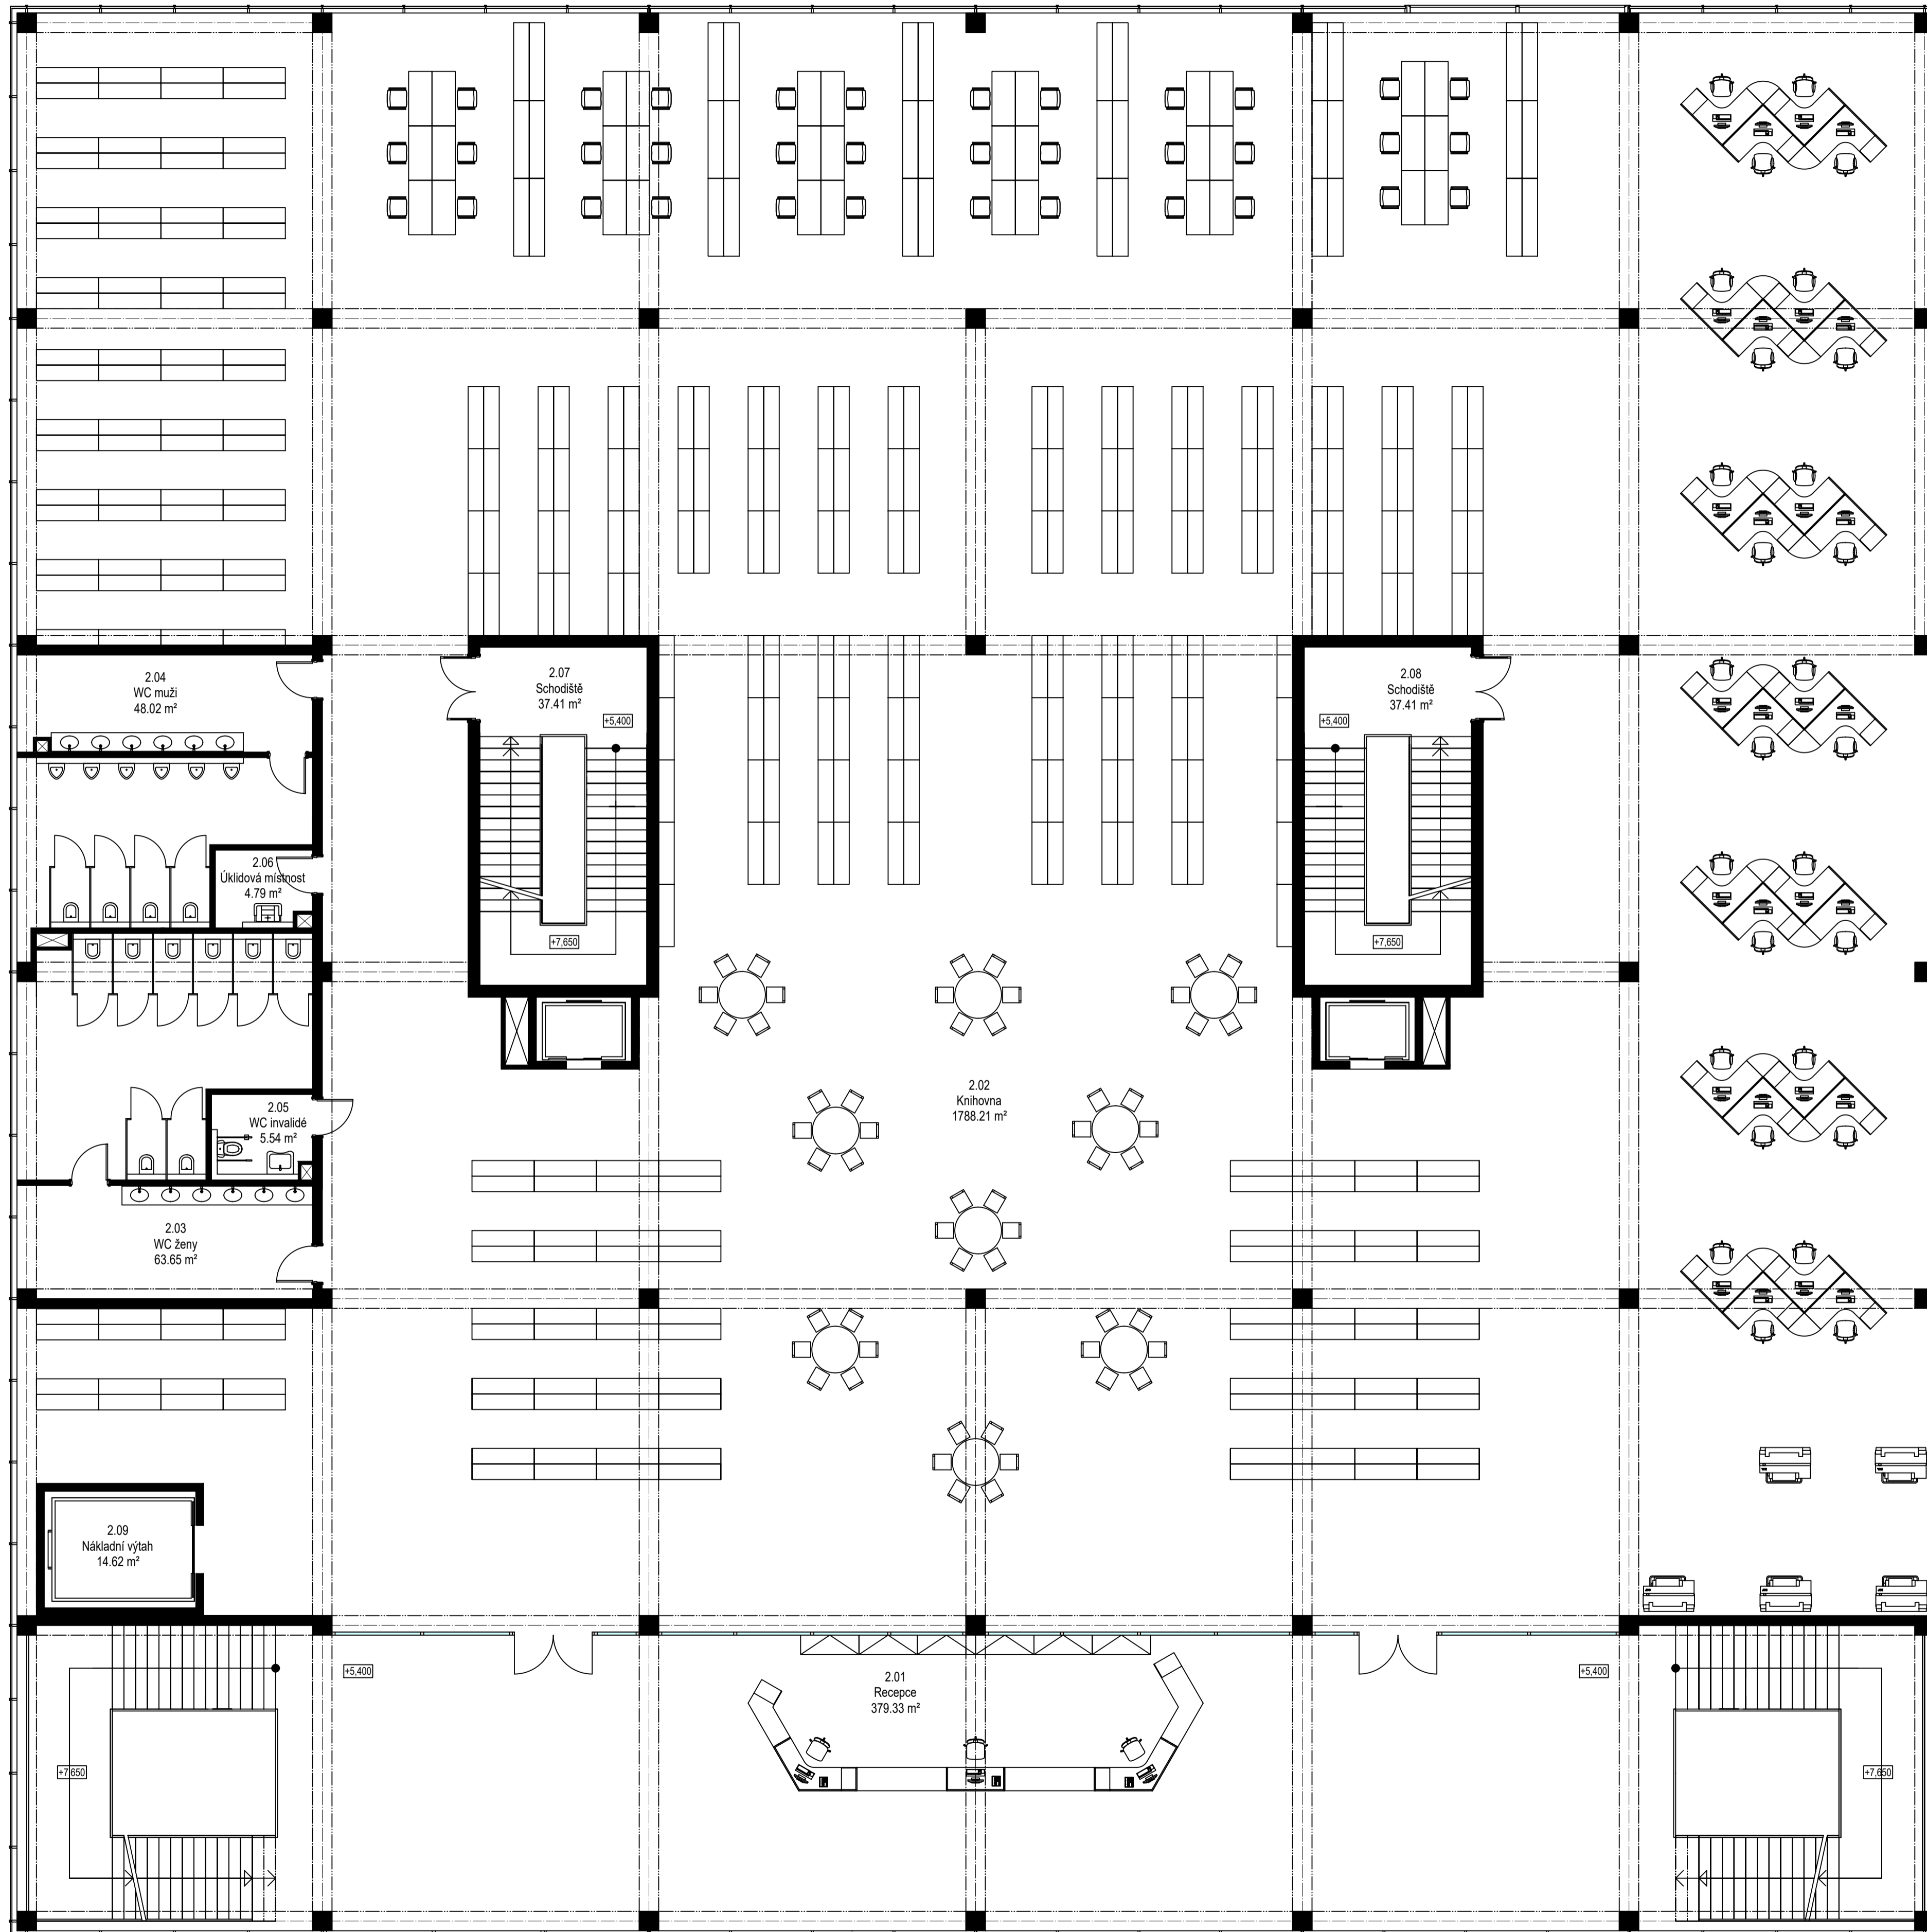 2.04
WC muži
48.02 m²
2.07
Schodiště
37.41 m²
+5,400
2.08
Schodiště
37.41 m²
+5,400
2.06
Úklidová místnost
4.79 m²
+7,650
+7,650
2.02
Knihovna
1788.21 m²
2.05
WC invalidé
5.54 m²
2.03
WC ženy
63.65 m²
2.09
Nákladní výtah
14.62 m²
+5,400
2.01
Recepce
379.33 m²
+5,400
+7,650
+7,650